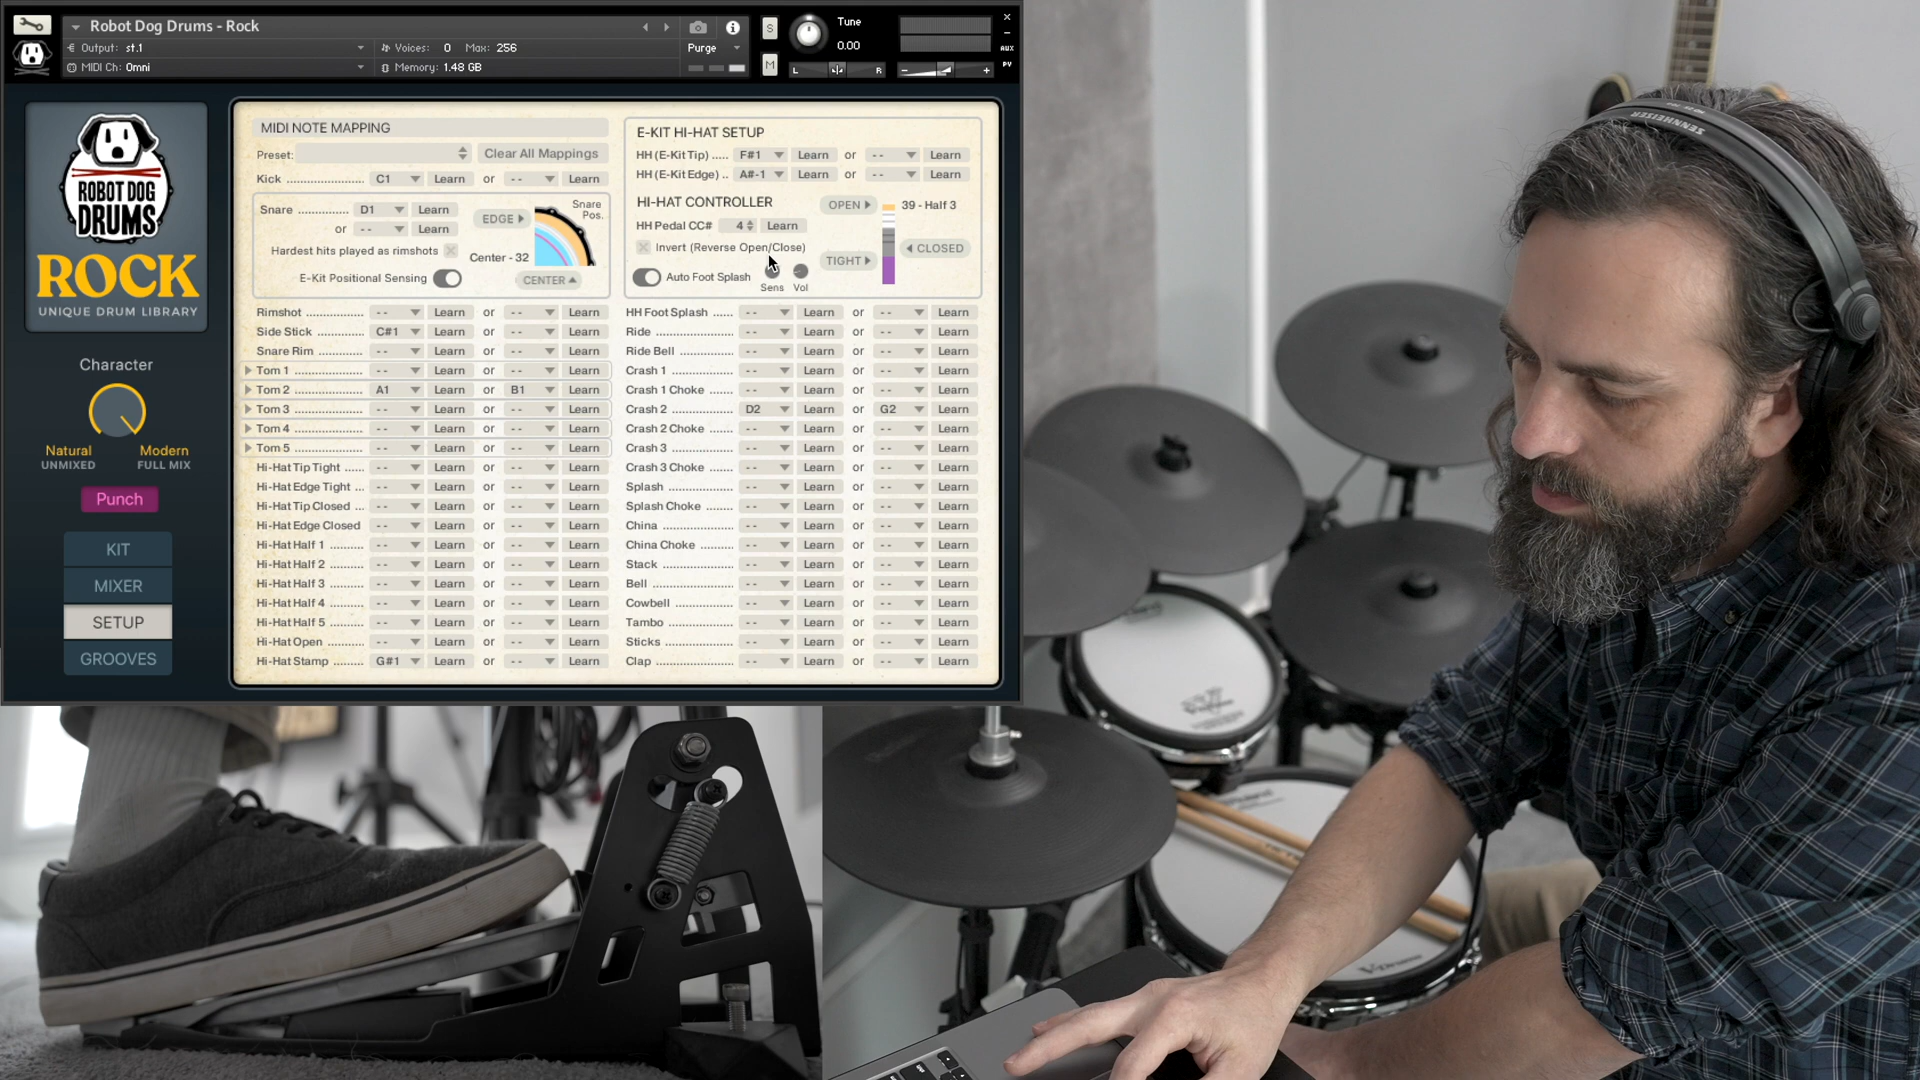 Robot Dog Drums - Rock
Output: st.1
Voices: 0 Max: 256
Purge
MIDI Ch: Omni
Memory: 1.48 GB
S
M
Tune
0.00
L R
- +
×
-
AUX
PV
ROBOT DOG
DRUMS
ROCK
UNIQUE DRUM LIBRARY
Character
Natural
UNMIXED
Modern
FULL MIX
Punch
KIT
MIXER
SETUP
GROOVES
MIDI NOTE MAPPING
Preset: Clear All Mappings
Kick C1 Learn or -- Learn
Snare D1 Learn
or -- Learn
Hardest hits played as rimshots
E-Kit Positional Sensing
EDGE
Snare
Pos.
Center - 32
CENTER
Rimshot -- Learn or -- Learn
Side Stick C#1 Learn or -- Learn
Snare Rim -- Learn or -- Learn
Tom 1 -- Learn or -- Learn
Tom 2 A1 Learn or B1 Learn
Tom 3 -- Learn or -- Learn
Tom 4 -- Learn or -- Learn
Tom 5 -- Learn or -- Learn
Hi-Hat Tip Tight -- Learn or -- Learn
Hi-Hat Edge Tight -- Learn or -- Learn
Hi-Hat Tip Closed -- Learn or -- Learn
Hi-Hat Edge Closed -- Learn or -- Learn
Hi-Hat Half 1 -- Learn or -- Learn
Hi-Hat Half 2 -- Learn or -- Learn
Hi-Hat Half 3 -- Learn or -- Learn
Hi-Hat Half 4 -- Learn or -- Learn
Hi-Hat Half 5 -- Learn or -- Learn
Hi-Hat Open -- Learn or -- Learn
Hi-Hat Stamp G#1 Learn or -- Learn
E-KIT HI-HAT SETUP
HH (E-Kit Tip) F#1 Learn or -- Learn
HH (E-Kit Edge) A#-1 Learn or -- Learn
HI-HAT CONTROLLER
HH Pedal CC# 4 Learn
Invert (Reverse Open/Close)
Auto Foot Splash
Sens
Vol
OPEN
39 - Half 3
CLOSED
TIGHT
HH Foot Splash -- Learn or -- Learn
Ride -- Learn or -- Learn
Ride Bell -- Learn or -- Learn
Crash 1 -- Learn or -- Learn
Crash 1 Choke -- Learn or -- Learn
Crash 2 D2 Learn or G2 Learn
Crash 2 Choke -- Learn or -- Learn
Crash 3 -- Learn or -- Learn
Crash 3 Choke -- Learn or -- Learn
Splash -- Learn or -- Learn
Splash Choke -- Learn or -- Learn
China -- Learn or -- Learn
China Choke -- Learn or -- Learn
Stack -- Learn or -- Learn
Bell -- Learn or -- Learn
Cowbell -- Learn or -- Learn
Tambo -- Learn or -- Learn
Sticks -- Learn or -- Learn
Clap -- Learn or -- Learn
SENNHEISER
V-Drums